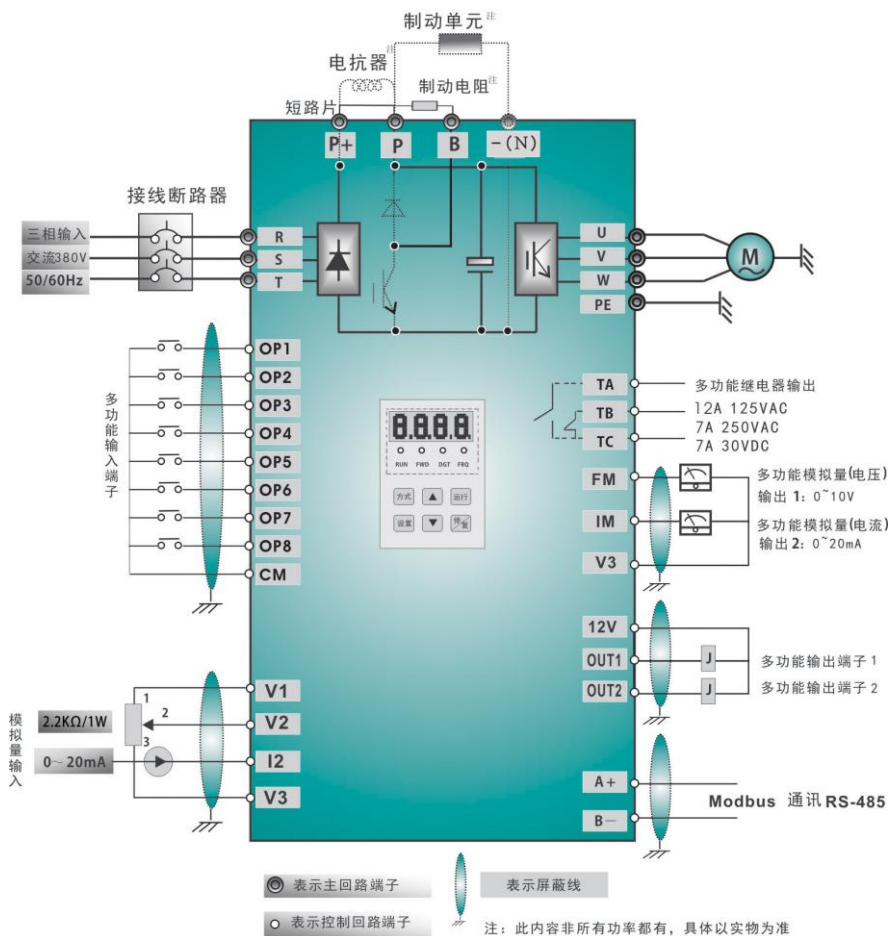 制动单元注
电抗器注
制动电阻注
短路片
P+ P B -(N)
接线断路器
三相输入
交流380V
50/60Hz
R
S
T
U
V
W
PE
M
多功能输入端子
OP1
OP2
OP3
OP4
OP5
OP6
OP7
OP8
CM
8.8.8.8
RUN FWD DGT FRQ
方式 ▲ 运行
设置 ▼ 停/复
TA
TB
TC
多功能继电器输出
12A 125VAC
7A 250VAC
7A 30VDC
FM
IM
V3
多功能模拟量(电压)
输出 1: 0~10V
多功能模拟量(电流)
输出 2: 0~20mA
12V
OUT1
OUT2
J
J
多功能输出端子1
多功能输出端子2
模拟量输入
1
2
3
2.2KΩ/1W
0~20mA
V1
V2
I2
V3
A+
B-
Modbus 通讯 RS-485
表示主回路端子
表示屏蔽线
表示控制回路端子
注: 此内容非所有功率都有, 具体以实物为准